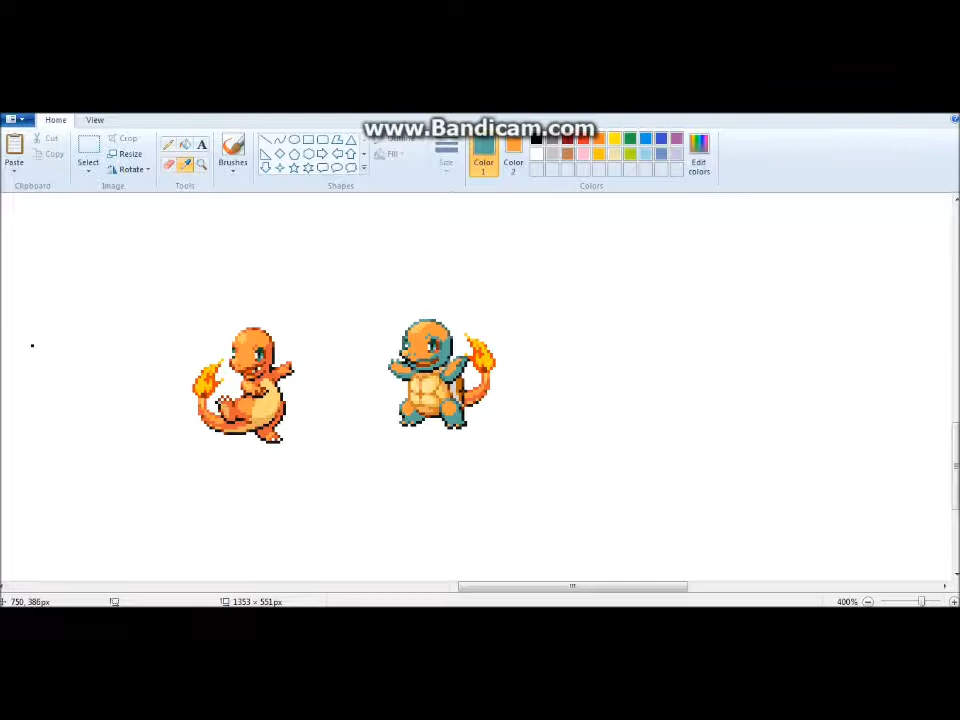 Home View
www.Bandicam.com
Cut
Copy
Paste
Clipboard
Crop
Resize
Rotate
Select
Image
A
Tools
Brushes
Outline
Fill
Shapes
Size
Color
1
Color
2
Edit
colors
Colors
750, 386px
1353 × 551px
400%